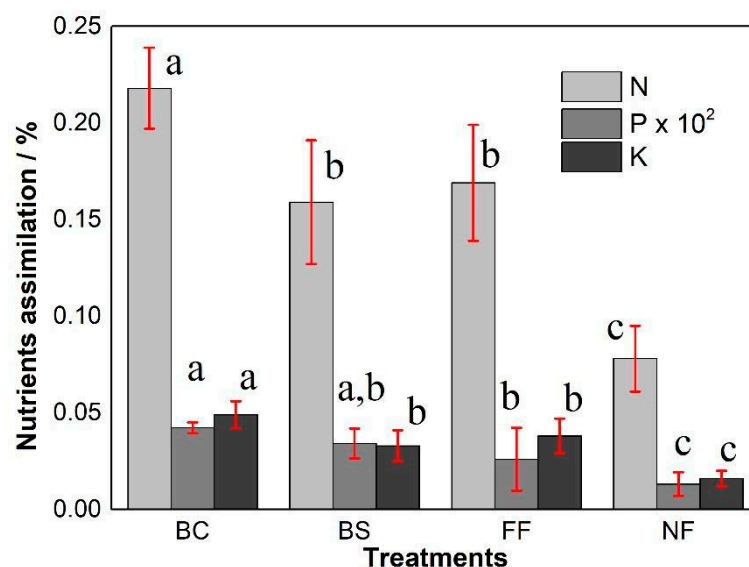 0.25
0.20
0.15
0.10
0.05
0.00
Nutrients assimilation / %
N
P x 10²
K
a
a
a
b
a,b
b
b
b
b
c
c
c
BC
BS
FF
NF
Treatments